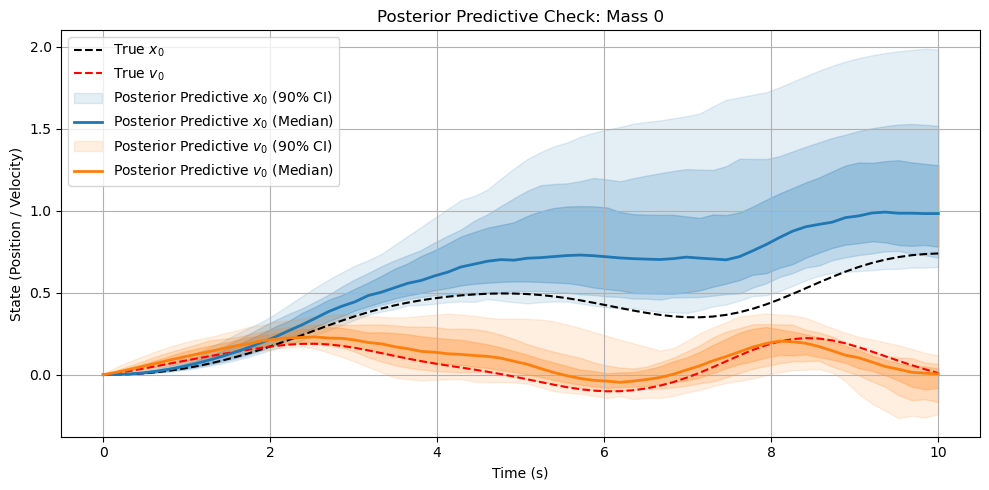 Posterior Predictive Check: Mass 0
True x₀
True v₀
Posterior Predictive x₀ (90% CI)
Posterior Predictive x₀ (Median)
Posterior Predictive v₀ (90% CI)
Posterior Predictive v₀ (Median)
State (Position / Velocity)
2.0
1.5
1.0
0.5
0.0
0 2 4 6 8 10
Time (s)